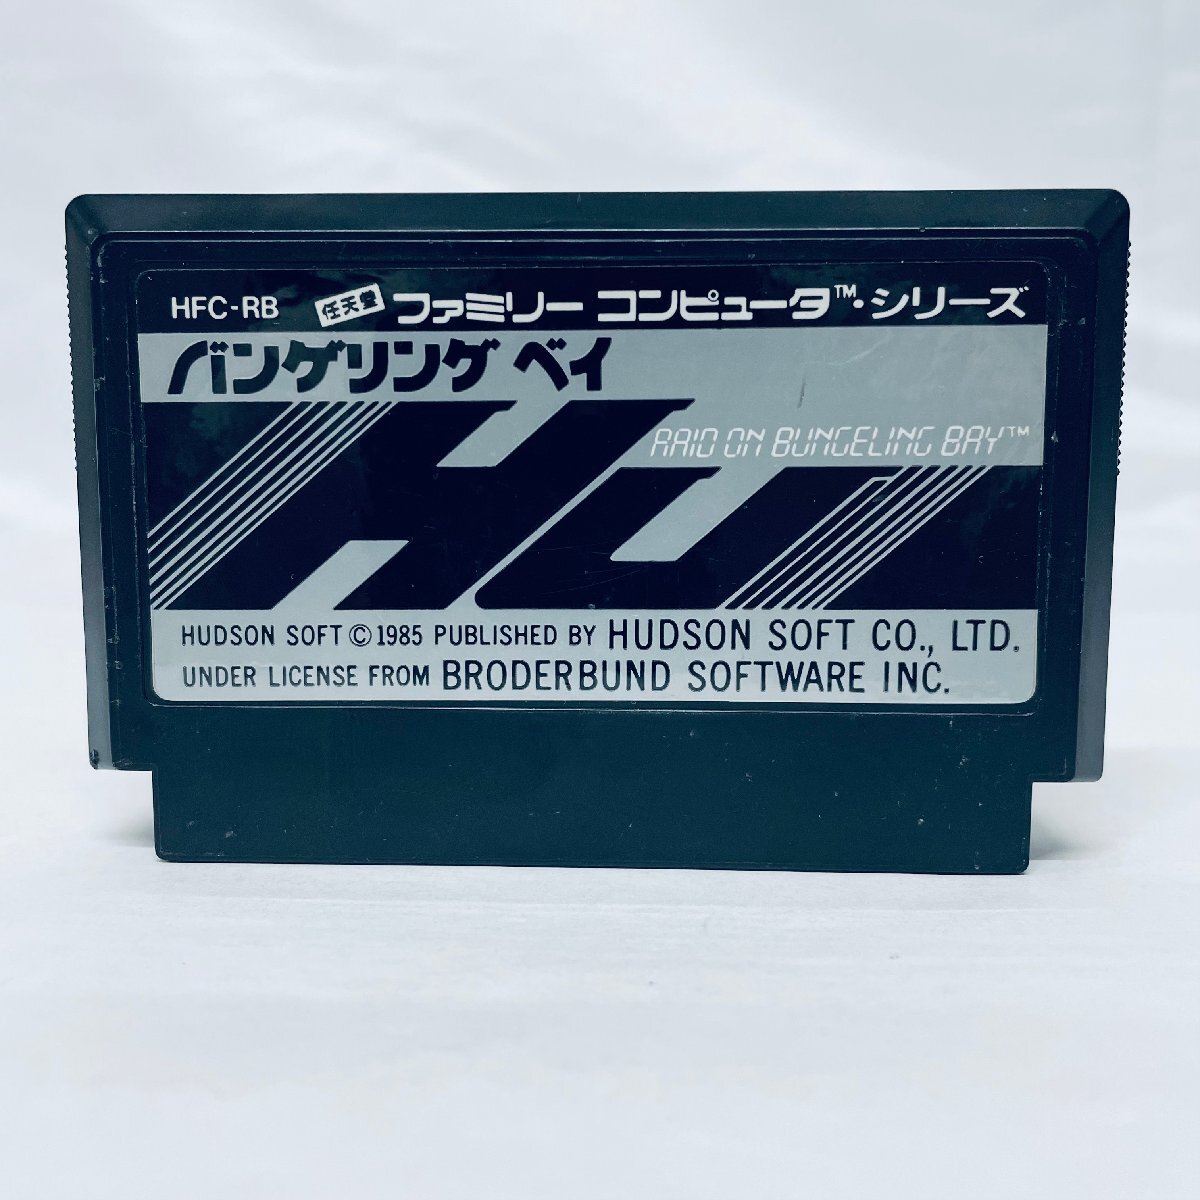 HFC-RB 任天堂 ファミリー コンピュータ™・シリーズ
バンゲリング ベイ
RAID ON BUNGELING BAY™
HU
HUDSON SOFT © 1985 PUBLISHED BY HUDSON SOFT CO., LTD.
UNDER LICENSE FROM BRODERBUND SOFTWARE INC.